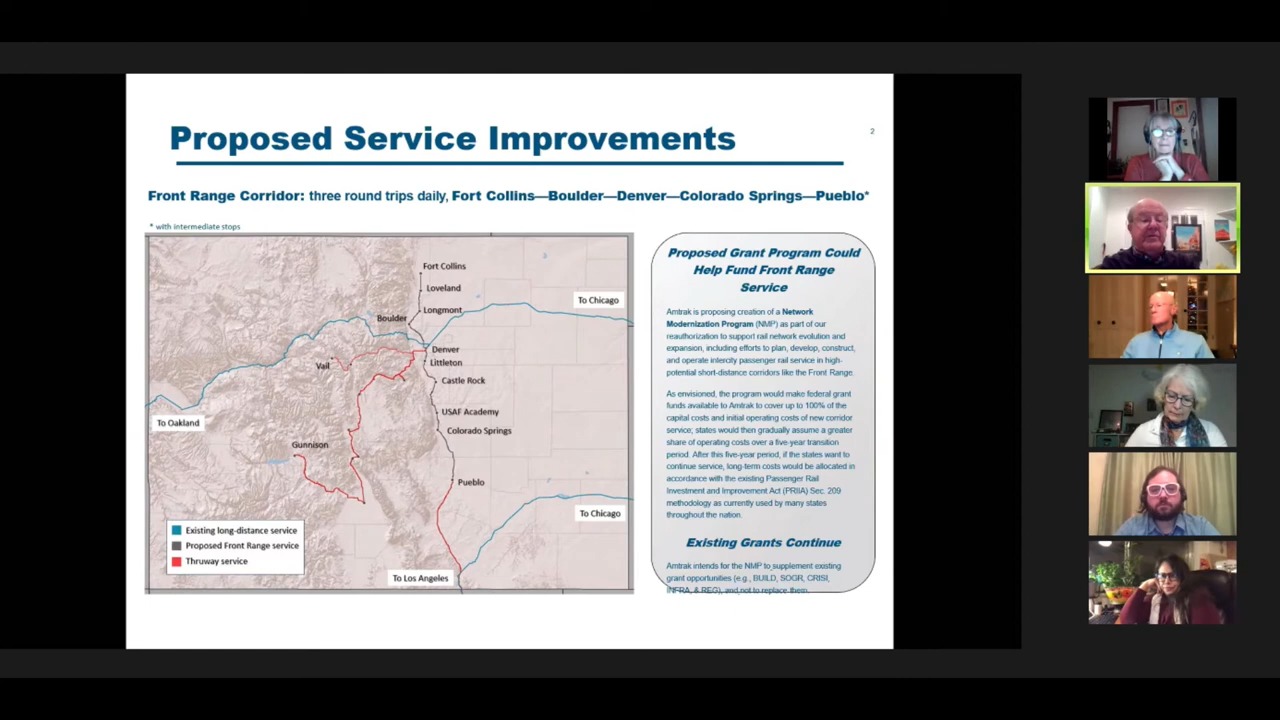 Proposed Service Improvements
2
Front Range Corridor: three round trips daily, Fort Collins—Boulder—Denver—Colorado Springs—Pueblo*
* with intermediate stops
Fort Collins
Loveland
Longmont
Boulder
To Chicago
Denver
Littleton
Vail
Castle Rock
USAF Academy
To Oakland
Colorado Springs
Gunnison
Pueblo
To Chicago
To Los Angeles
Existing long-distance service
Proposed Front Range service
Thruway service
Proposed Grant Program Could
Help Fund Front Range
Service
Amtrak is proposing creation of a Network
Modernization Program (NMP) as part of our
reauthorization to support rail network evolution and
expansion, including efforts to plan, develop, construct,
and operate intercity passenger rail service in high-
potential short-distance corridors like the Front Range.
As envisioned, the program would make federal grant
funds available to Amtrak to cover up to 100% of the
capital costs and initial operating costs of new corridor
service; states would then gradually assume a greater
share of operating costs over a five-year transition
period. After this five-year period, if the states want to
continue service, long-term costs would be allocated in
accordance with the existing Passenger Rail
Investment and Improvement Act (PRIIA) Sec. 209
methodology as currently used by many states
throughout the nation.
Existing Grants Continue
Amtrak intends for the NMP to supplement existing
grant opportunities (e.g., BUILD, SOGR, CRISI,
INFRA, & REG), and not to replace them.